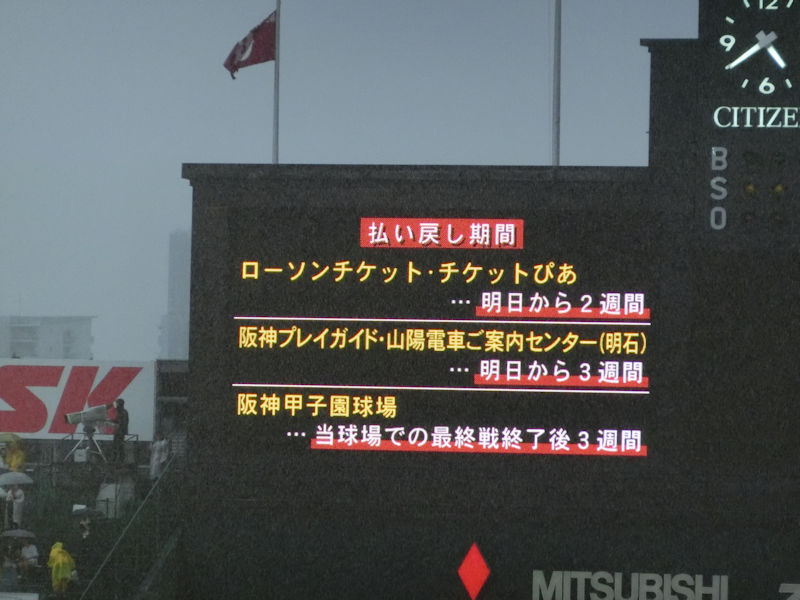 12
9
6
CITIZE
B
S
O
払い戻し期間
ローソンチケット・チケットぴあ
… 明日から2週間
阪神プレイガイド・山陽電車ご案内センター(明石)
… 明日から3週間
阪神甲子園球場
… 当球場での最終戦終了後3週間
SK
MITSUBISHI